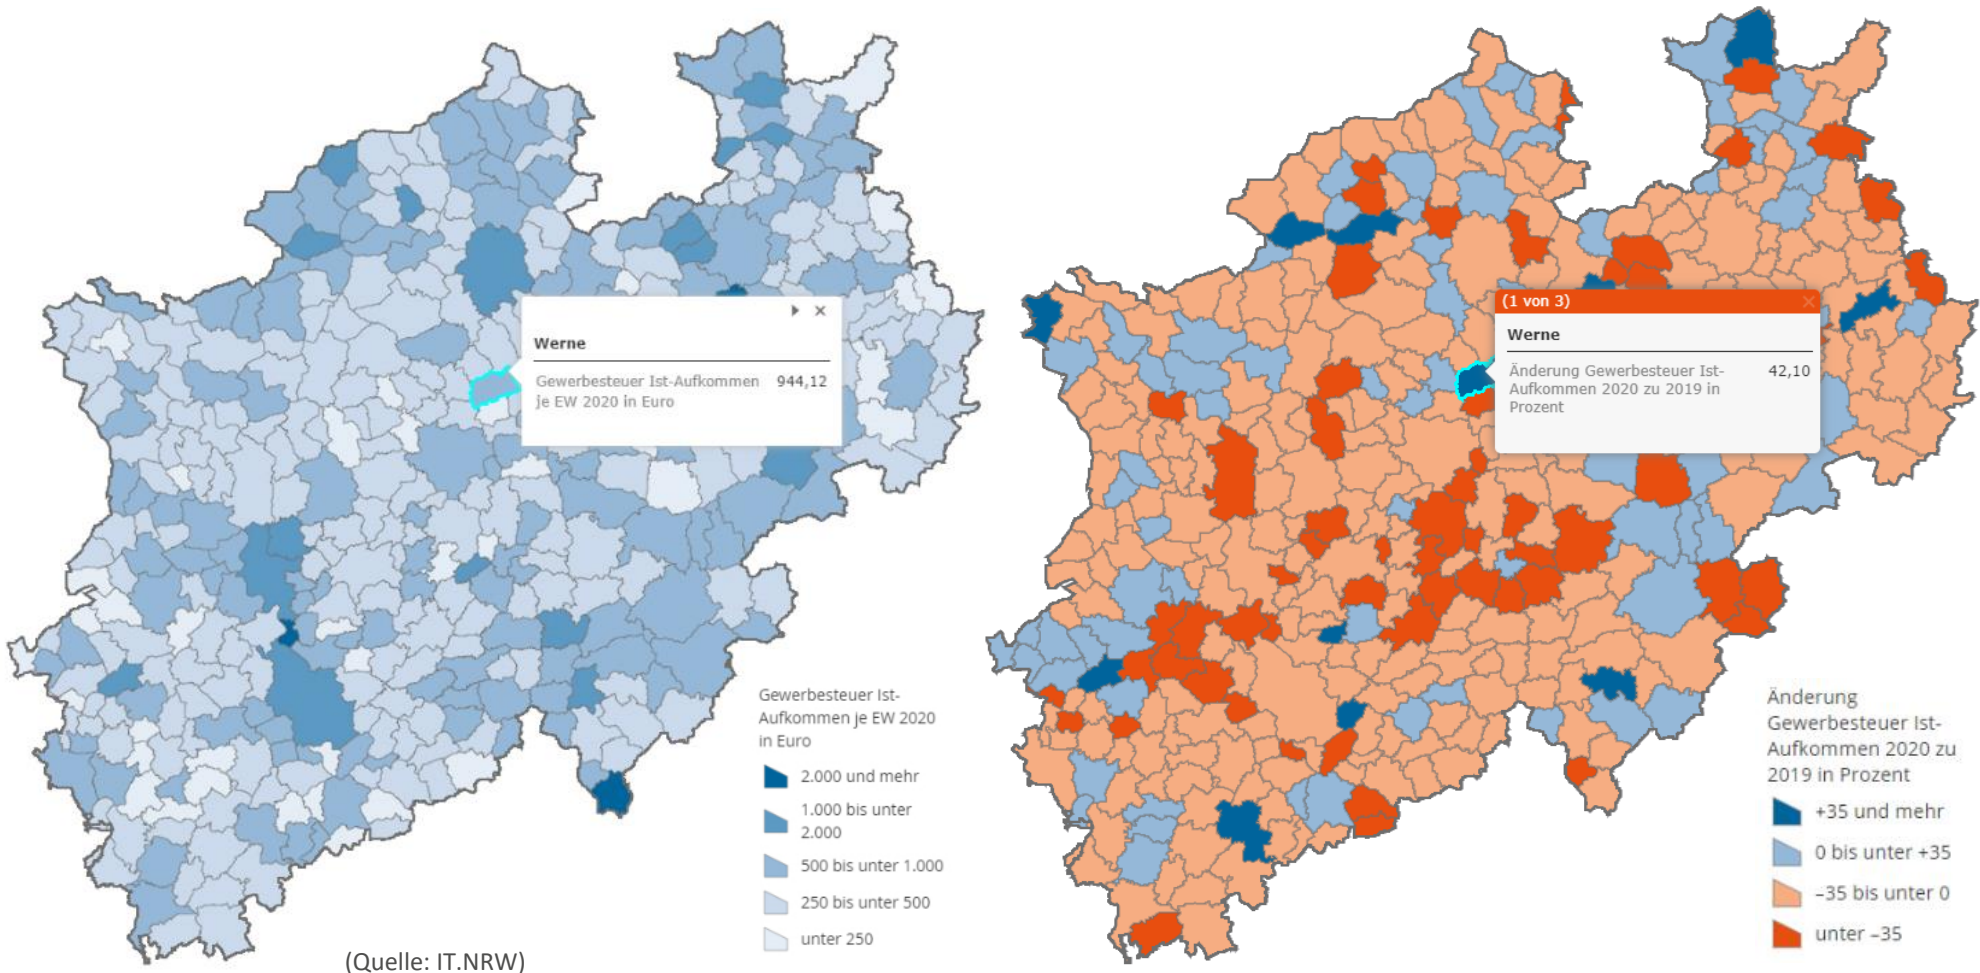 Werne
Gewerbesteuer Ist-Aufkommen 944,12
je EW 2020 in Euro
Gewerbesteuer Ist-
Aufkommen je EW 2020
in Euro
2.000 und mehr
1.000 bis unter
2.000
500 bis unter 1.000
250 bis unter 500
unter 250
(Quelle: IT.NRW)
(1 von 3)
Werne
Änderung Gewerbesteuer Ist- 42,10
Aufkommen 2020 zu 2019 in
Prozent
Änderung
Gewerbesteuer Ist-
Aufkommen 2020 zu
2019 in Prozent
+35 und mehr
0 bis unter +35
–35 bis unter 0
unter –35